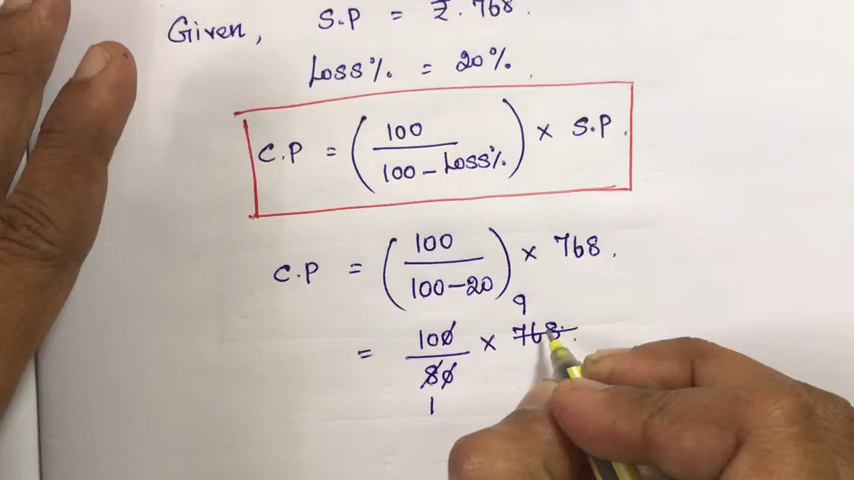 Given, S.P = ₹.768.
Loss% = 20%.
C.P = (100/100-Loss%) × S.P.
C.P = (100/100-20) × 768.
9
= 100/80 × 768.
1